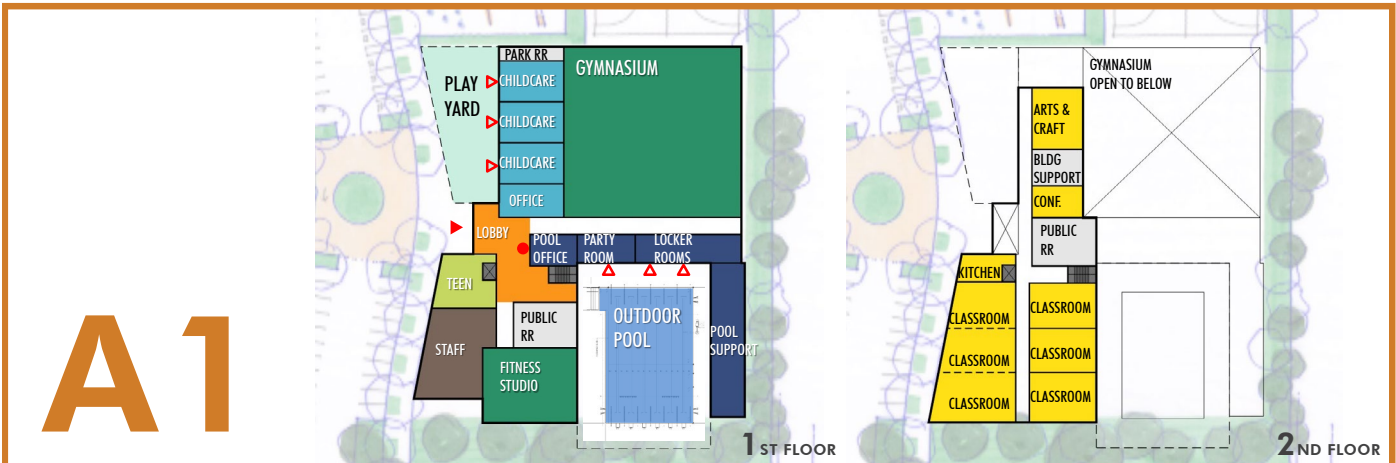 A1
PARK RR
CHILDCARE
GYMNASIUM
PLAY
YARD
CHILDCARE
CHILDCARE
OFFICE
LOBBY
POOL
OFFICE
PARTY
ROOM
LOCKER
ROOMS
TEEN
PUBLIC
RR
OUTDOOR
POOL
POOL
SUPPORT
STAFF
FITNESS
STUDIO
1ST FLOOR
GYMNASIUM
OPEN TO BELOW
ARTS &
CRAFT
BLDG
SUPPORT
CONF.
PUBLIC
RR
KITCHEN
CLASSROOM
CLASSROOM
CLASSROOM
CLASSROOM
CLASSROOM
CLASSROOM
2ND FLOOR